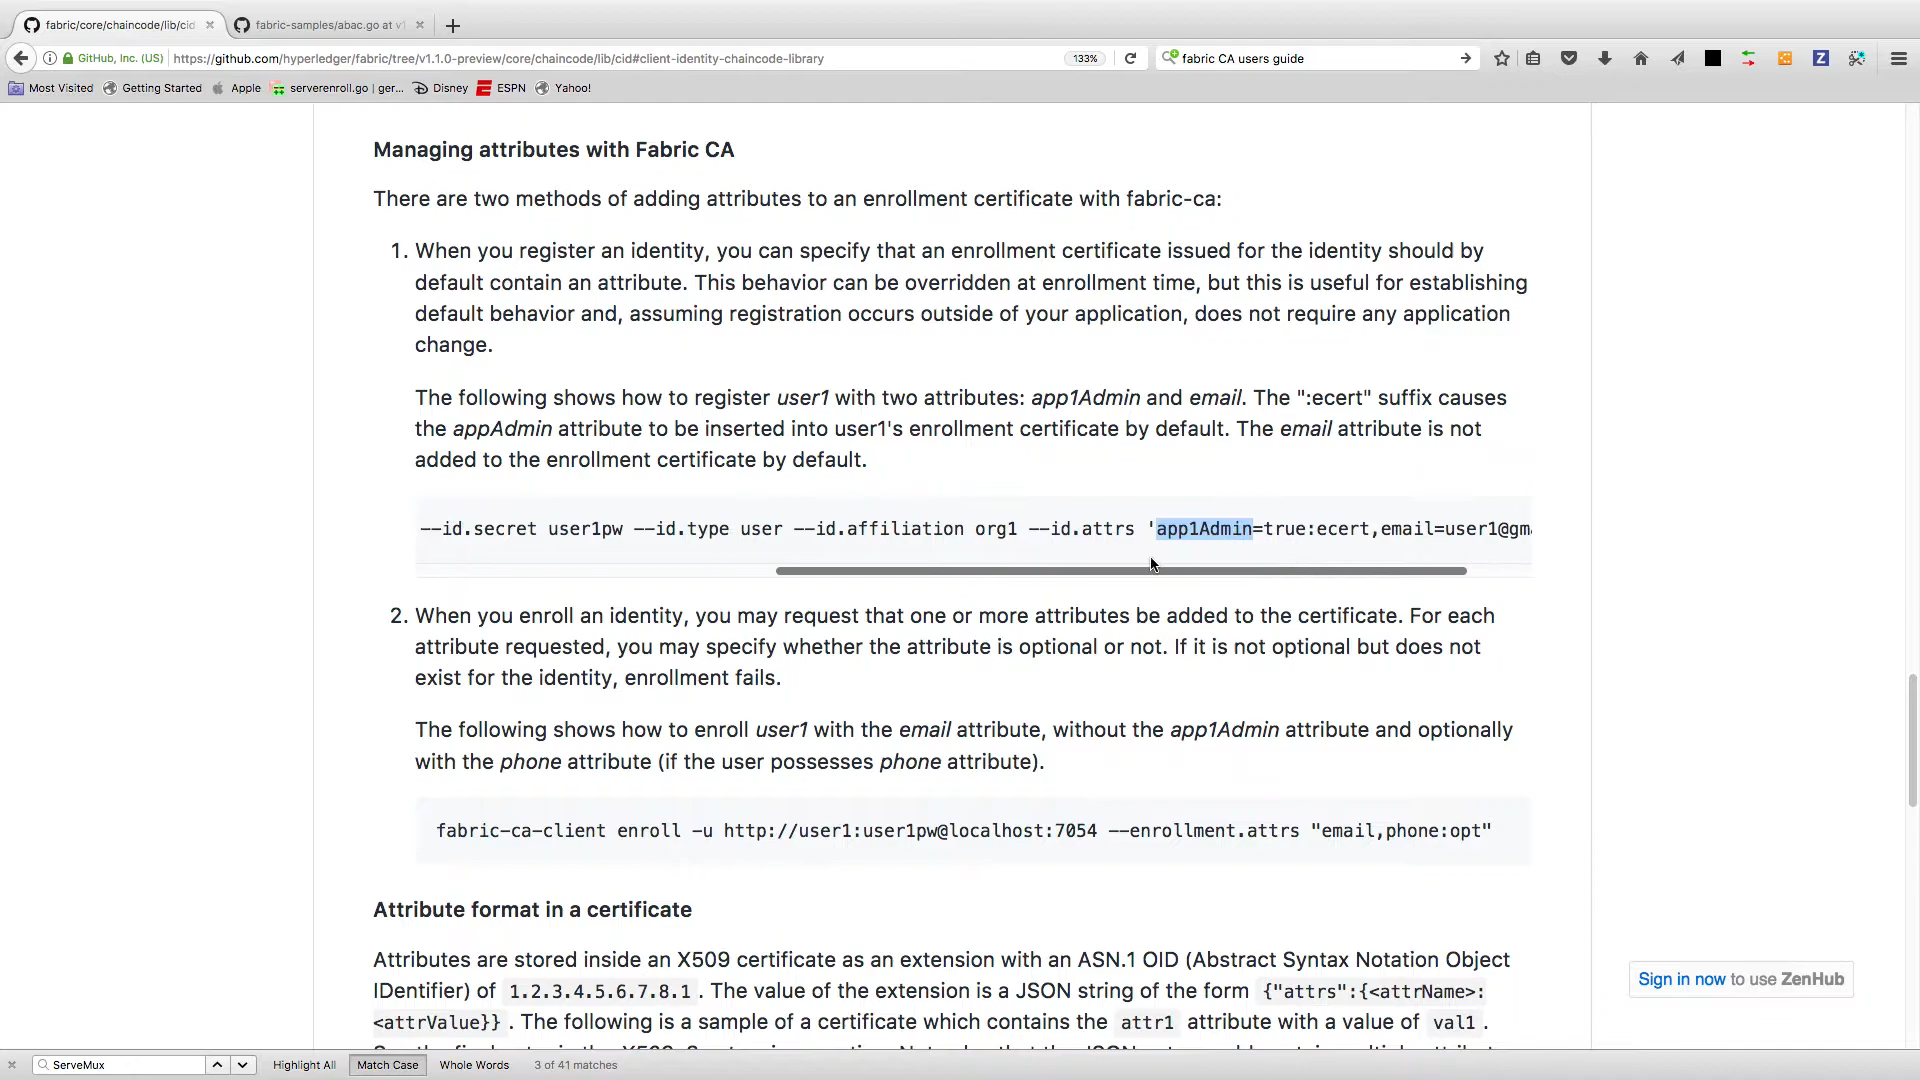 fabric/core/chaincode/lib/cid
fabric-samples/abac.go at v1
GitHub, Inc. (US)
https://github.com/hyperledger/fabric/tree/v1.1.0-preview/core/chaincode/lib/cid#client-identity-chaincode-library
133%
fabric CA users guide
Most Visited
Getting Started
Apple
serverenroll.go | ger...
Disney
ESPN
Yahoo!
Managing attributes with Fabric CA
There are two methods of adding attributes to an enrollment certificate with fabric-ca:
1. When you register an identity, you can specify that an enrollment certificate issued for the identity should by
default contain an attribute. This behavior can be overridden at enrollment time, but this is useful for establishing
default behavior and, assuming registration occurs outside of your application, does not require any application
change.
The following shows how to register user1 with two attributes: app1Admin and email. The ":ecert" suffix causes
the appAdmin attribute to be inserted into user1's enrollment certificate by default. The email attribute is not
added to the enrollment certificate by default.
--id.secret user1pw --id.type user --id.affiliation org1 --id.attrs 'app1Admin=true:ecert,email=user1@gm
2. When you enroll an identity, you may request that one or more attributes be added to the certificate. For each
attribute requested, you may specify whether the attribute is optional or not. If it is not optional but does not
exist for the identity, enrollment fails.
The following shows how to enroll user1 with the email attribute, without the app1Admin attribute and optionally
with the phone attribute (if the user possesses phone attribute).
fabric-ca-client enroll -u http://user1:user1pw@localhost:7054 --enrollment.attrs "email,phone:opt"
Attribute format in a certificate
Attributes are stored inside an X509 certificate as an extension with an ASN.1 OID (Abstract Syntax Notation Object
IDentifier) of 1.2.3.4.5.6.7.8.1 . The value of the extension is a JSON string of the form {"attrs":{<attrName>:
<attrValue}} . The following is a sample of a certificate which contains the attr1 attribute with a value of val1 .
Sign in now to use ZenHub
ServeMux
Highlight All
Match Case
Whole Words
3 of 41 matches